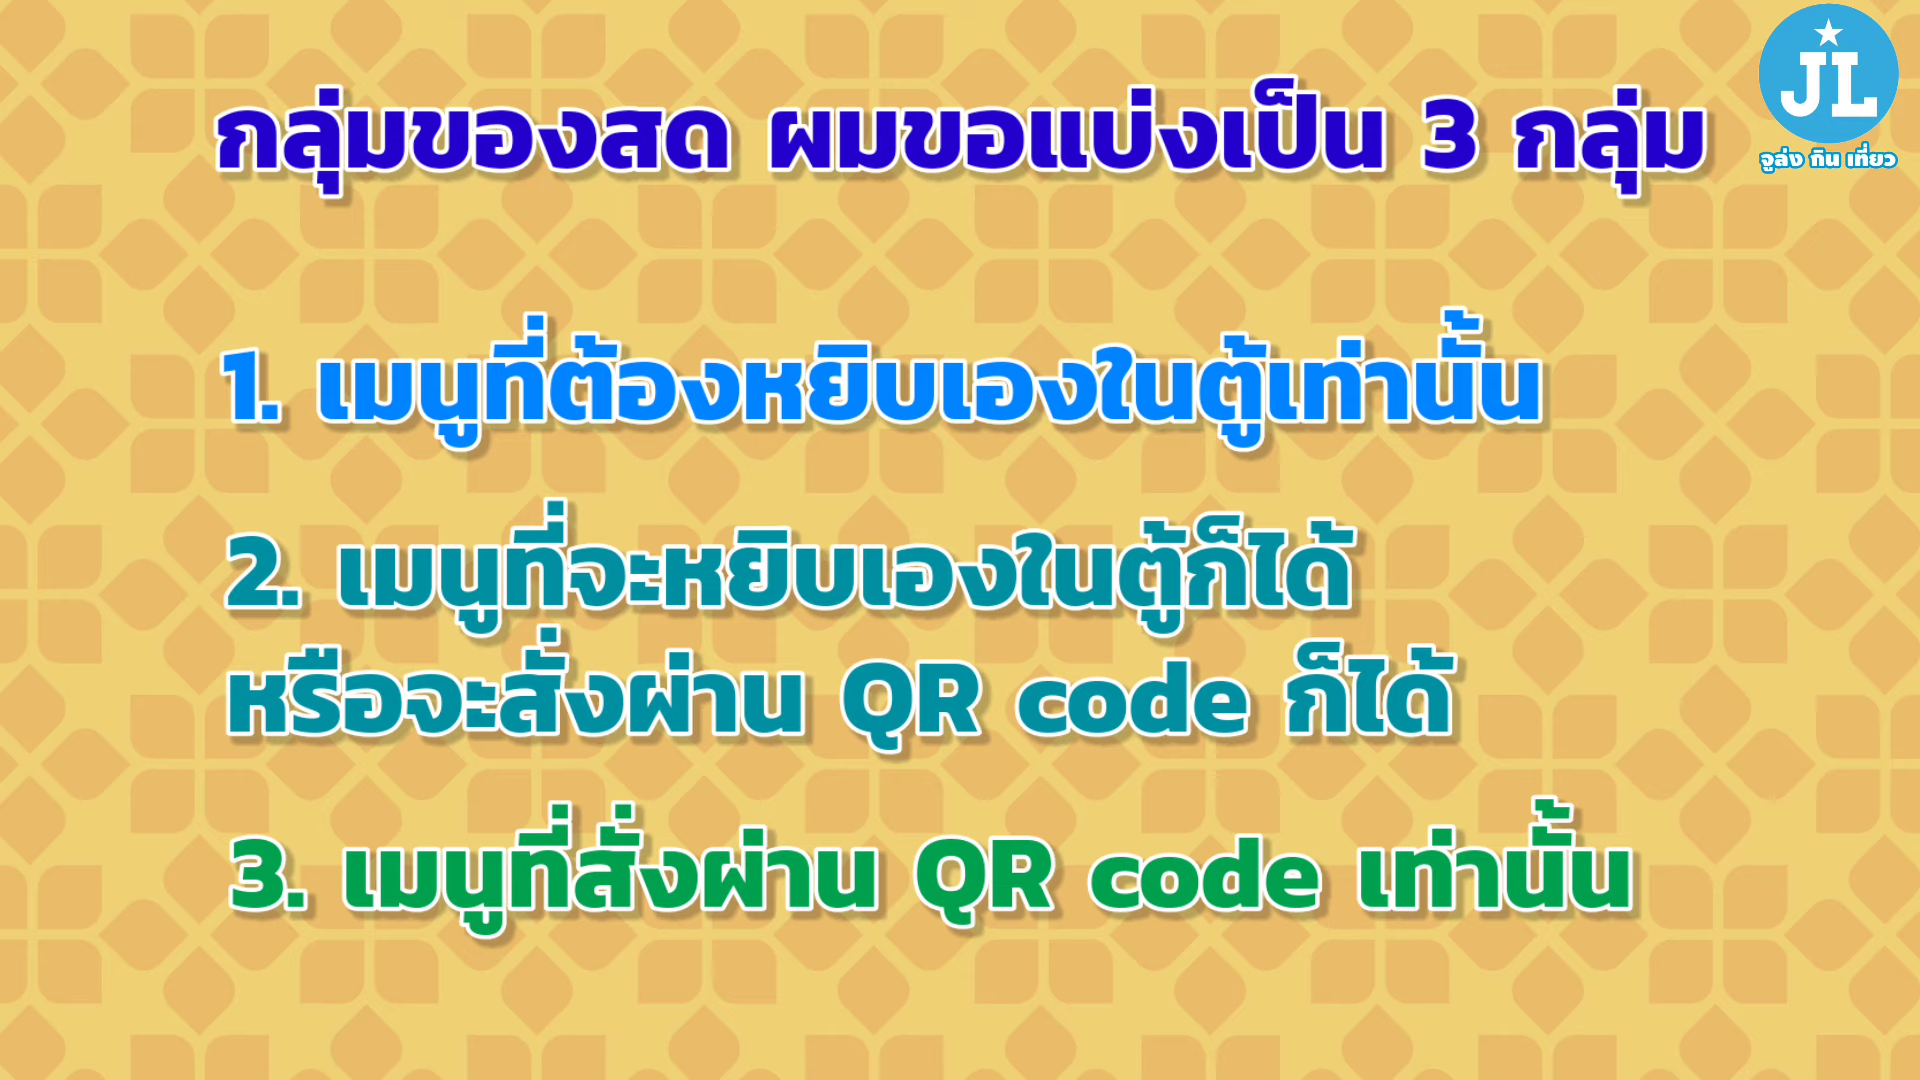 กลุ่มของสด ผมขอแบ่งเป็น 3 กลุ่ม
JL
จูล่ง กิน เที่ยว
1. เมนูที่ต้องหยิบเองในตู้เท่านั้น
2. เมนูที่จะหยิบเองในตู้ก็ได้
หรือจะสั่งผ่าน QR code ก็ได้
3. เมนูที่สั่งผ่าน QR code เท่านั้น